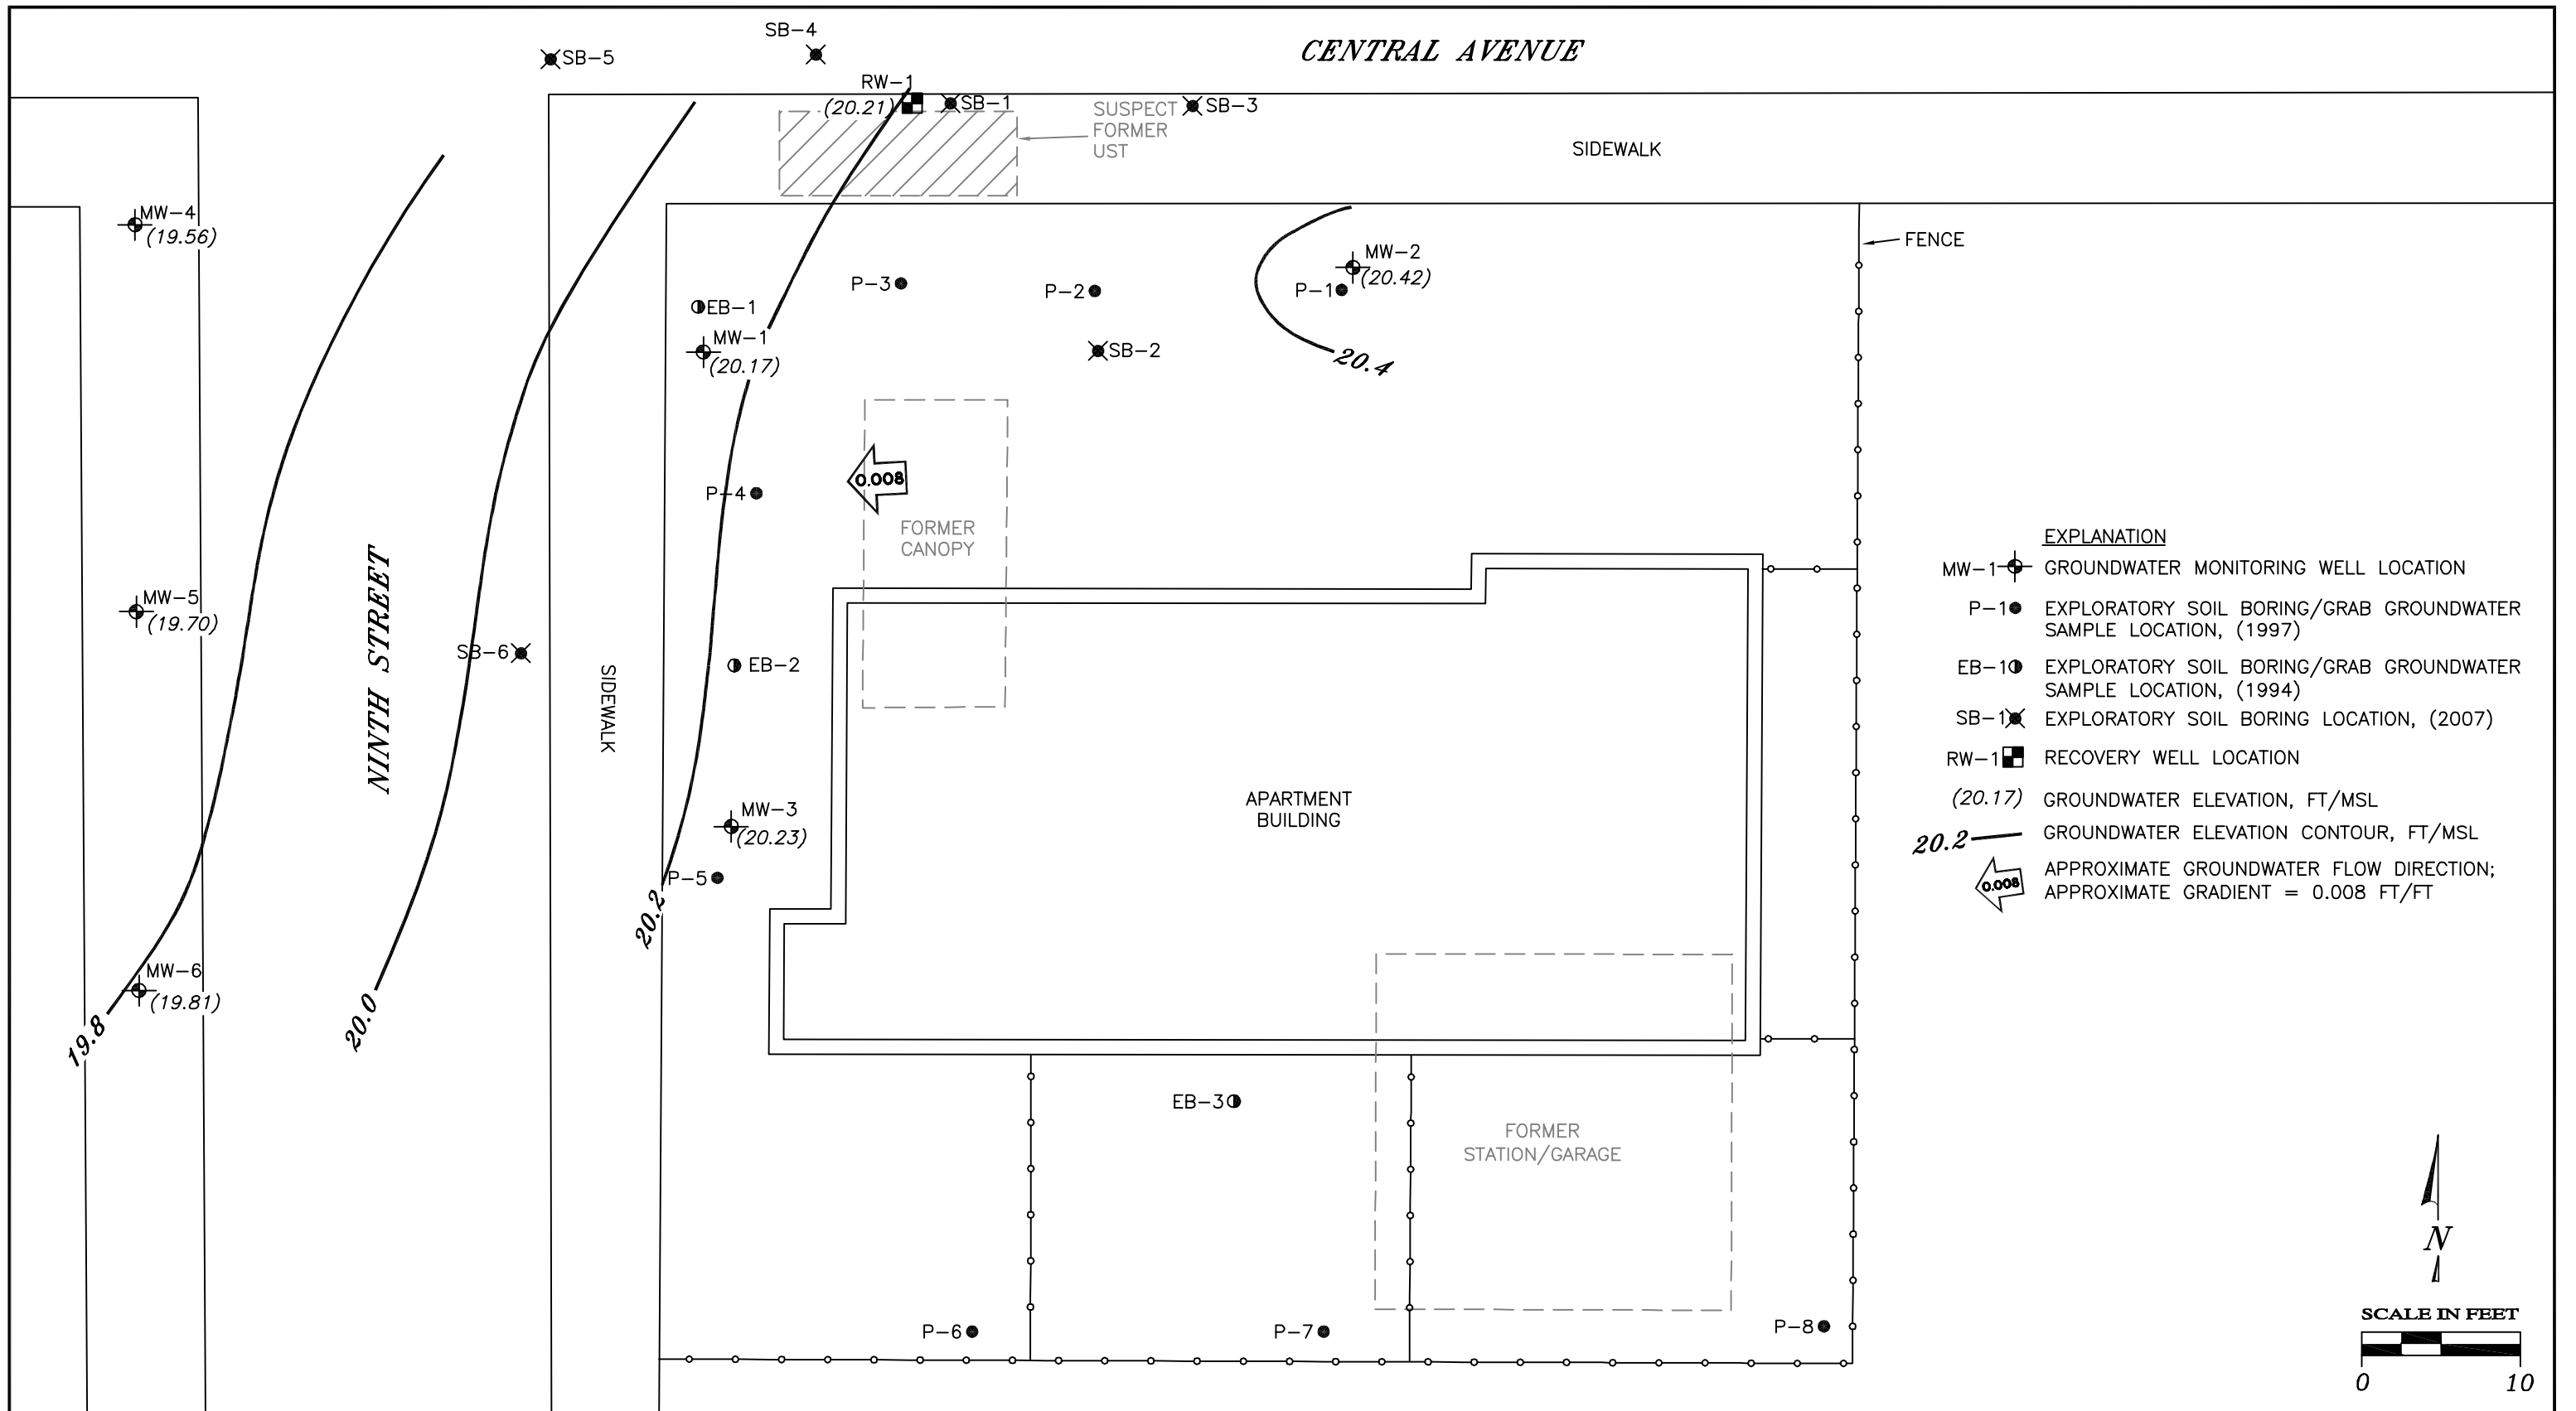 SB-4
CENTRAL AVENUE
SB-5
RW-1
(20.21)
SB-1
SUSPECT
FORMER
UST
SB-3
SIDEWALK
MW-4
(19.56)
FENCE
MW-2
(20.42)
P-3
P-2
P-1
EB-1
MW-1
(20.17)
SB-2
20.4
P-4
0.008
FORMER
CANOPY
NINTH STREET
MW-5
(19.70)
SB-6
SIDEWALK
EB-2
MW-3
(20.23)
P-5
20.2
APARTMENT
BUILDING
MW-6
(19.81)
19.8
20.0
EB-3
FORMER
STATION/GARAGE
P-6
P-7
P-8
EXPLANATION
MW-1 GROUNDWATER MONITORING WELL LOCATION
P-1 EXPLORATORY SOIL BORING/GRAB GROUNDWATER
SAMPLE LOCATION, (1997)
EB-1 EXPLORATORY SOIL BORING/GRAB GROUNDWATER
SAMPLE LOCATION, (1994)
SB-1 EXPLORATORY SOIL BORING LOCATION, (2007)
RW-1 RECOVERY WELL LOCATION
(20.17) GROUNDWATER ELEVATION, FT/MSL
20.2 GROUNDWATER ELEVATION CONTOUR, FT/MSL
0.008 APPROXIMATE GROUNDWATER FLOW DIRECTION;
APPROXIMATE GRADIENT = 0.008 FT/FT
N
SCALE IN FEET
0 10